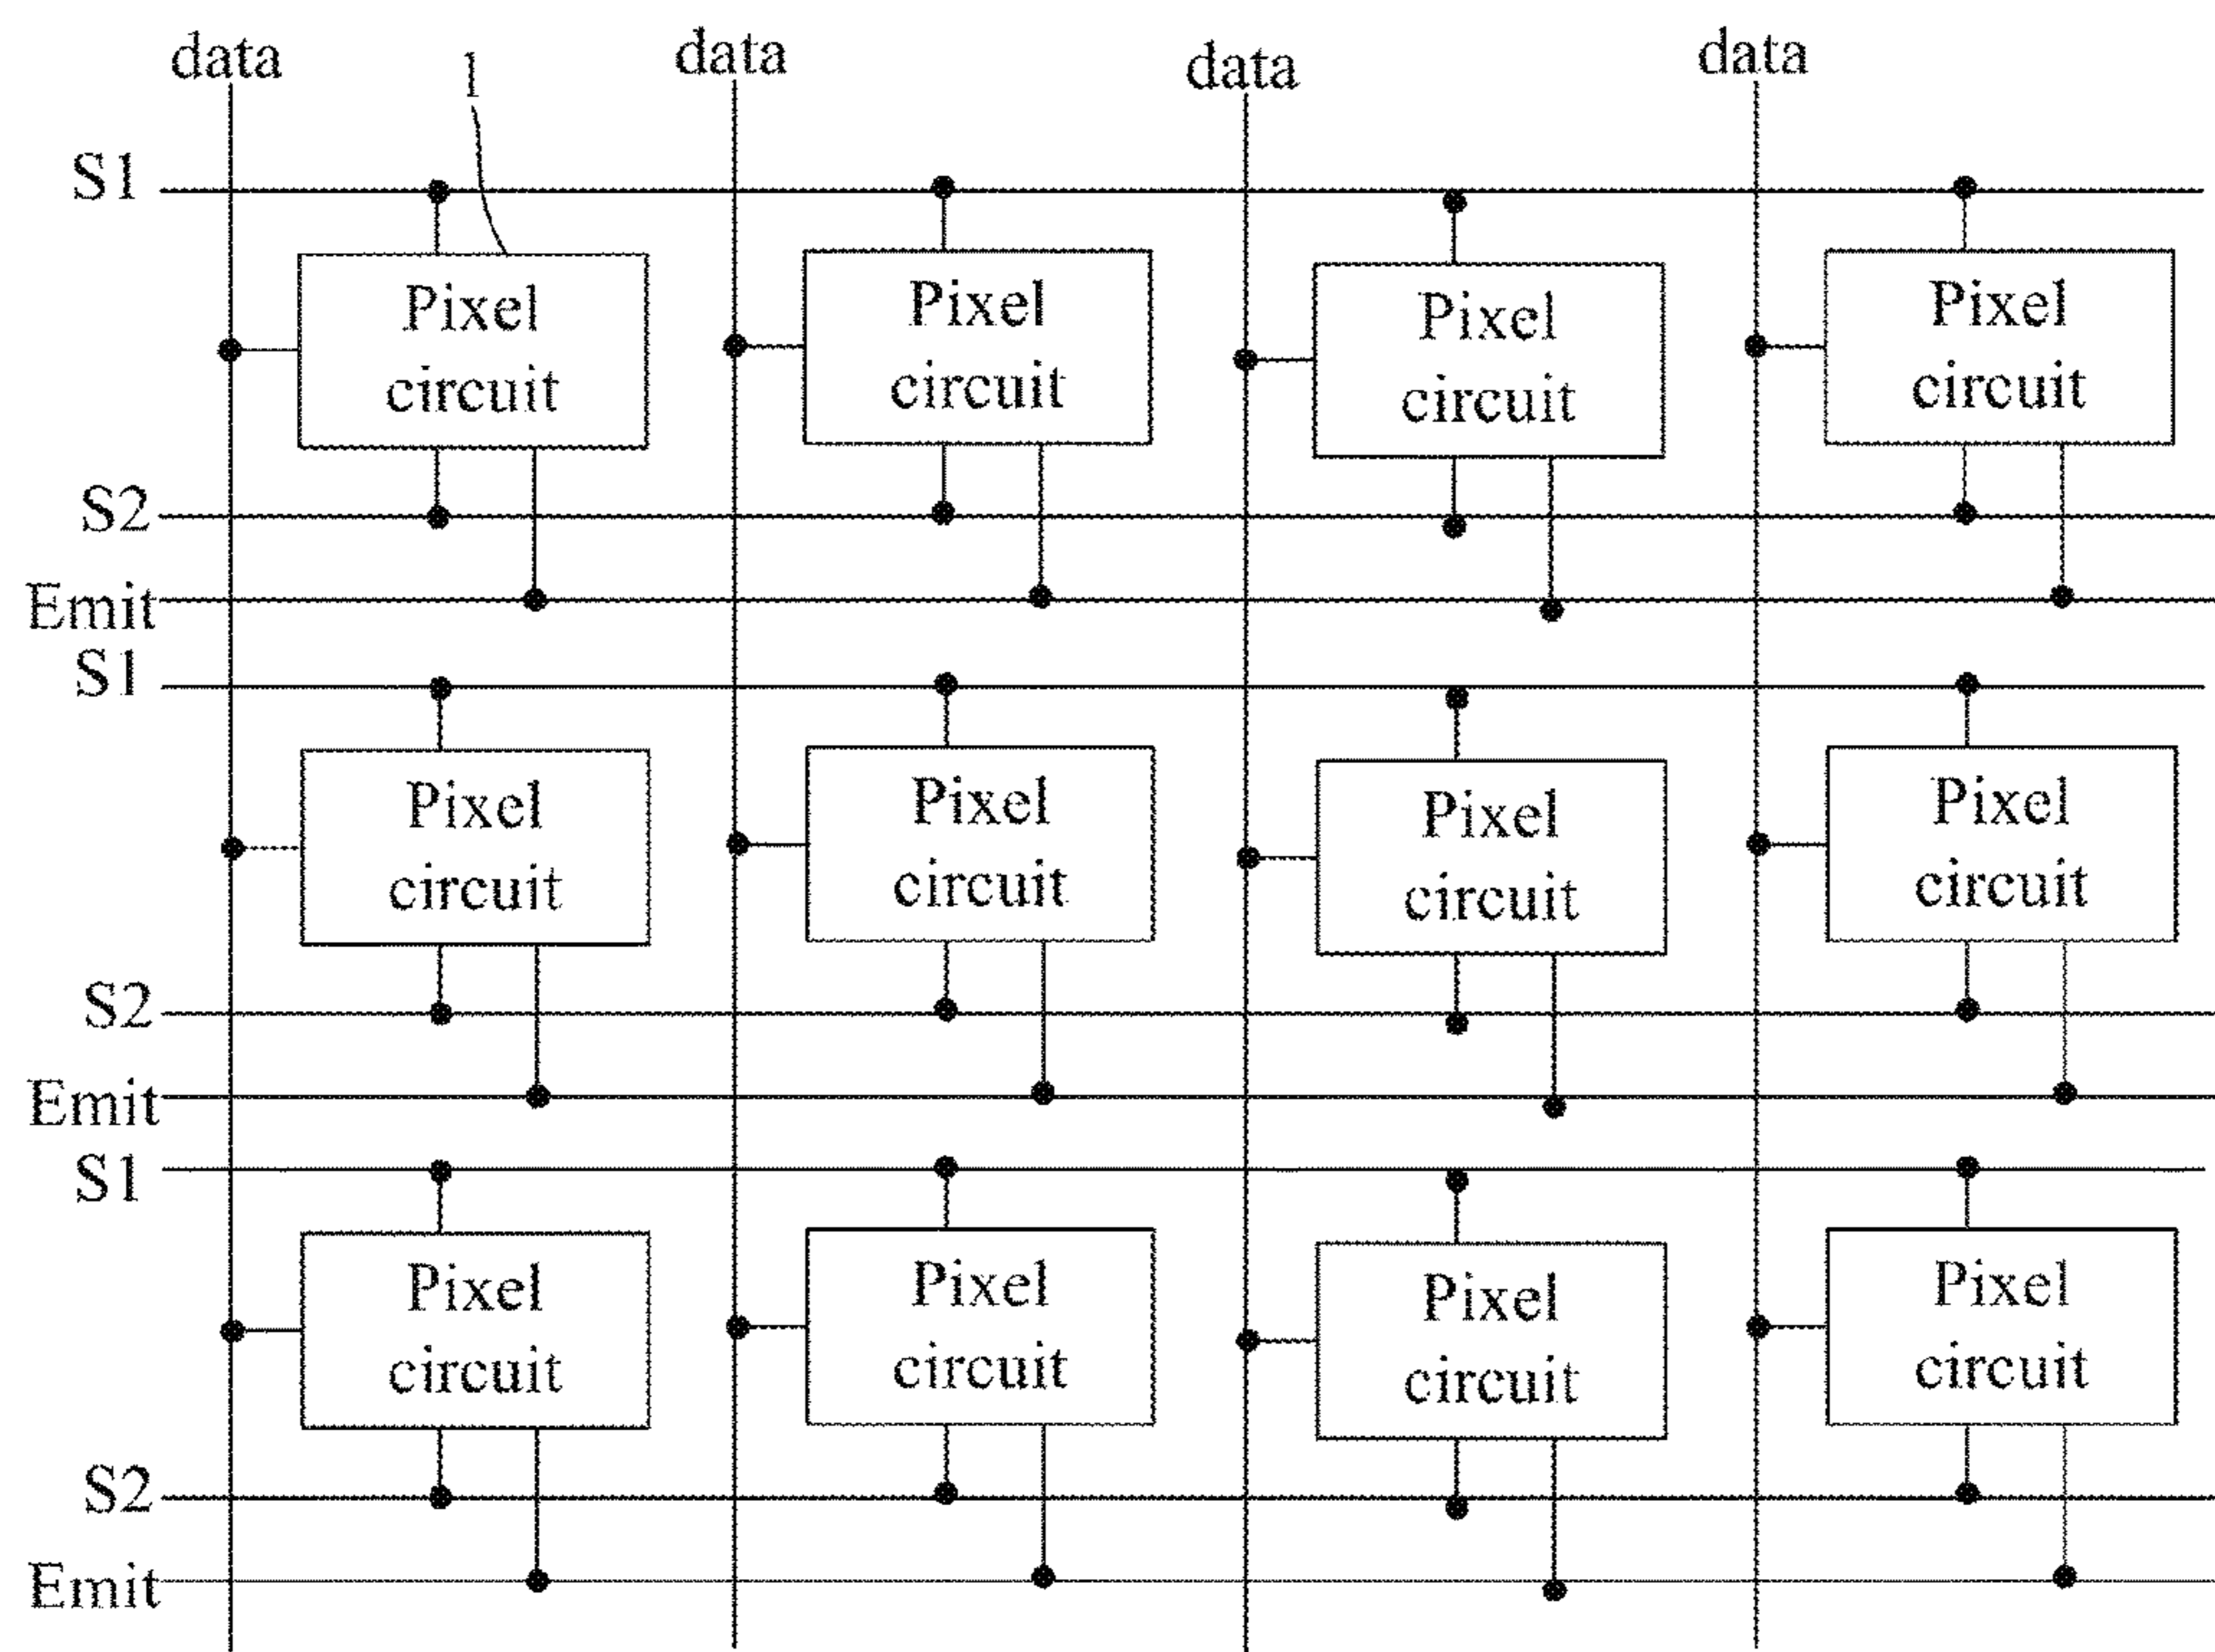 data data data data
1
S1
Pixel Pixel Pixel Pixel
circuit circuit circuit circuit
S2
Emit
S1
Pixel Pixel Pixel Pixel
circuit circuit circuit circuit
S2
Emit
S1
Pixel Pixel Pixel Pixel
circuit circuit circuit circuit
S2
Emit